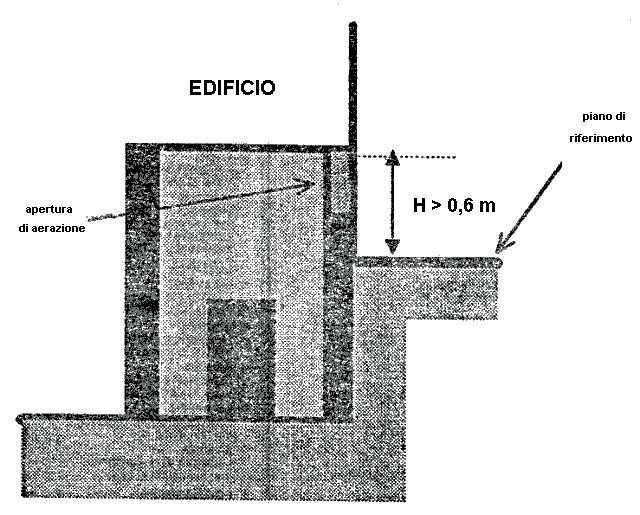 EDIFICIO
piano di
riferimento
apertura
di aerazione
H > 0,6 m